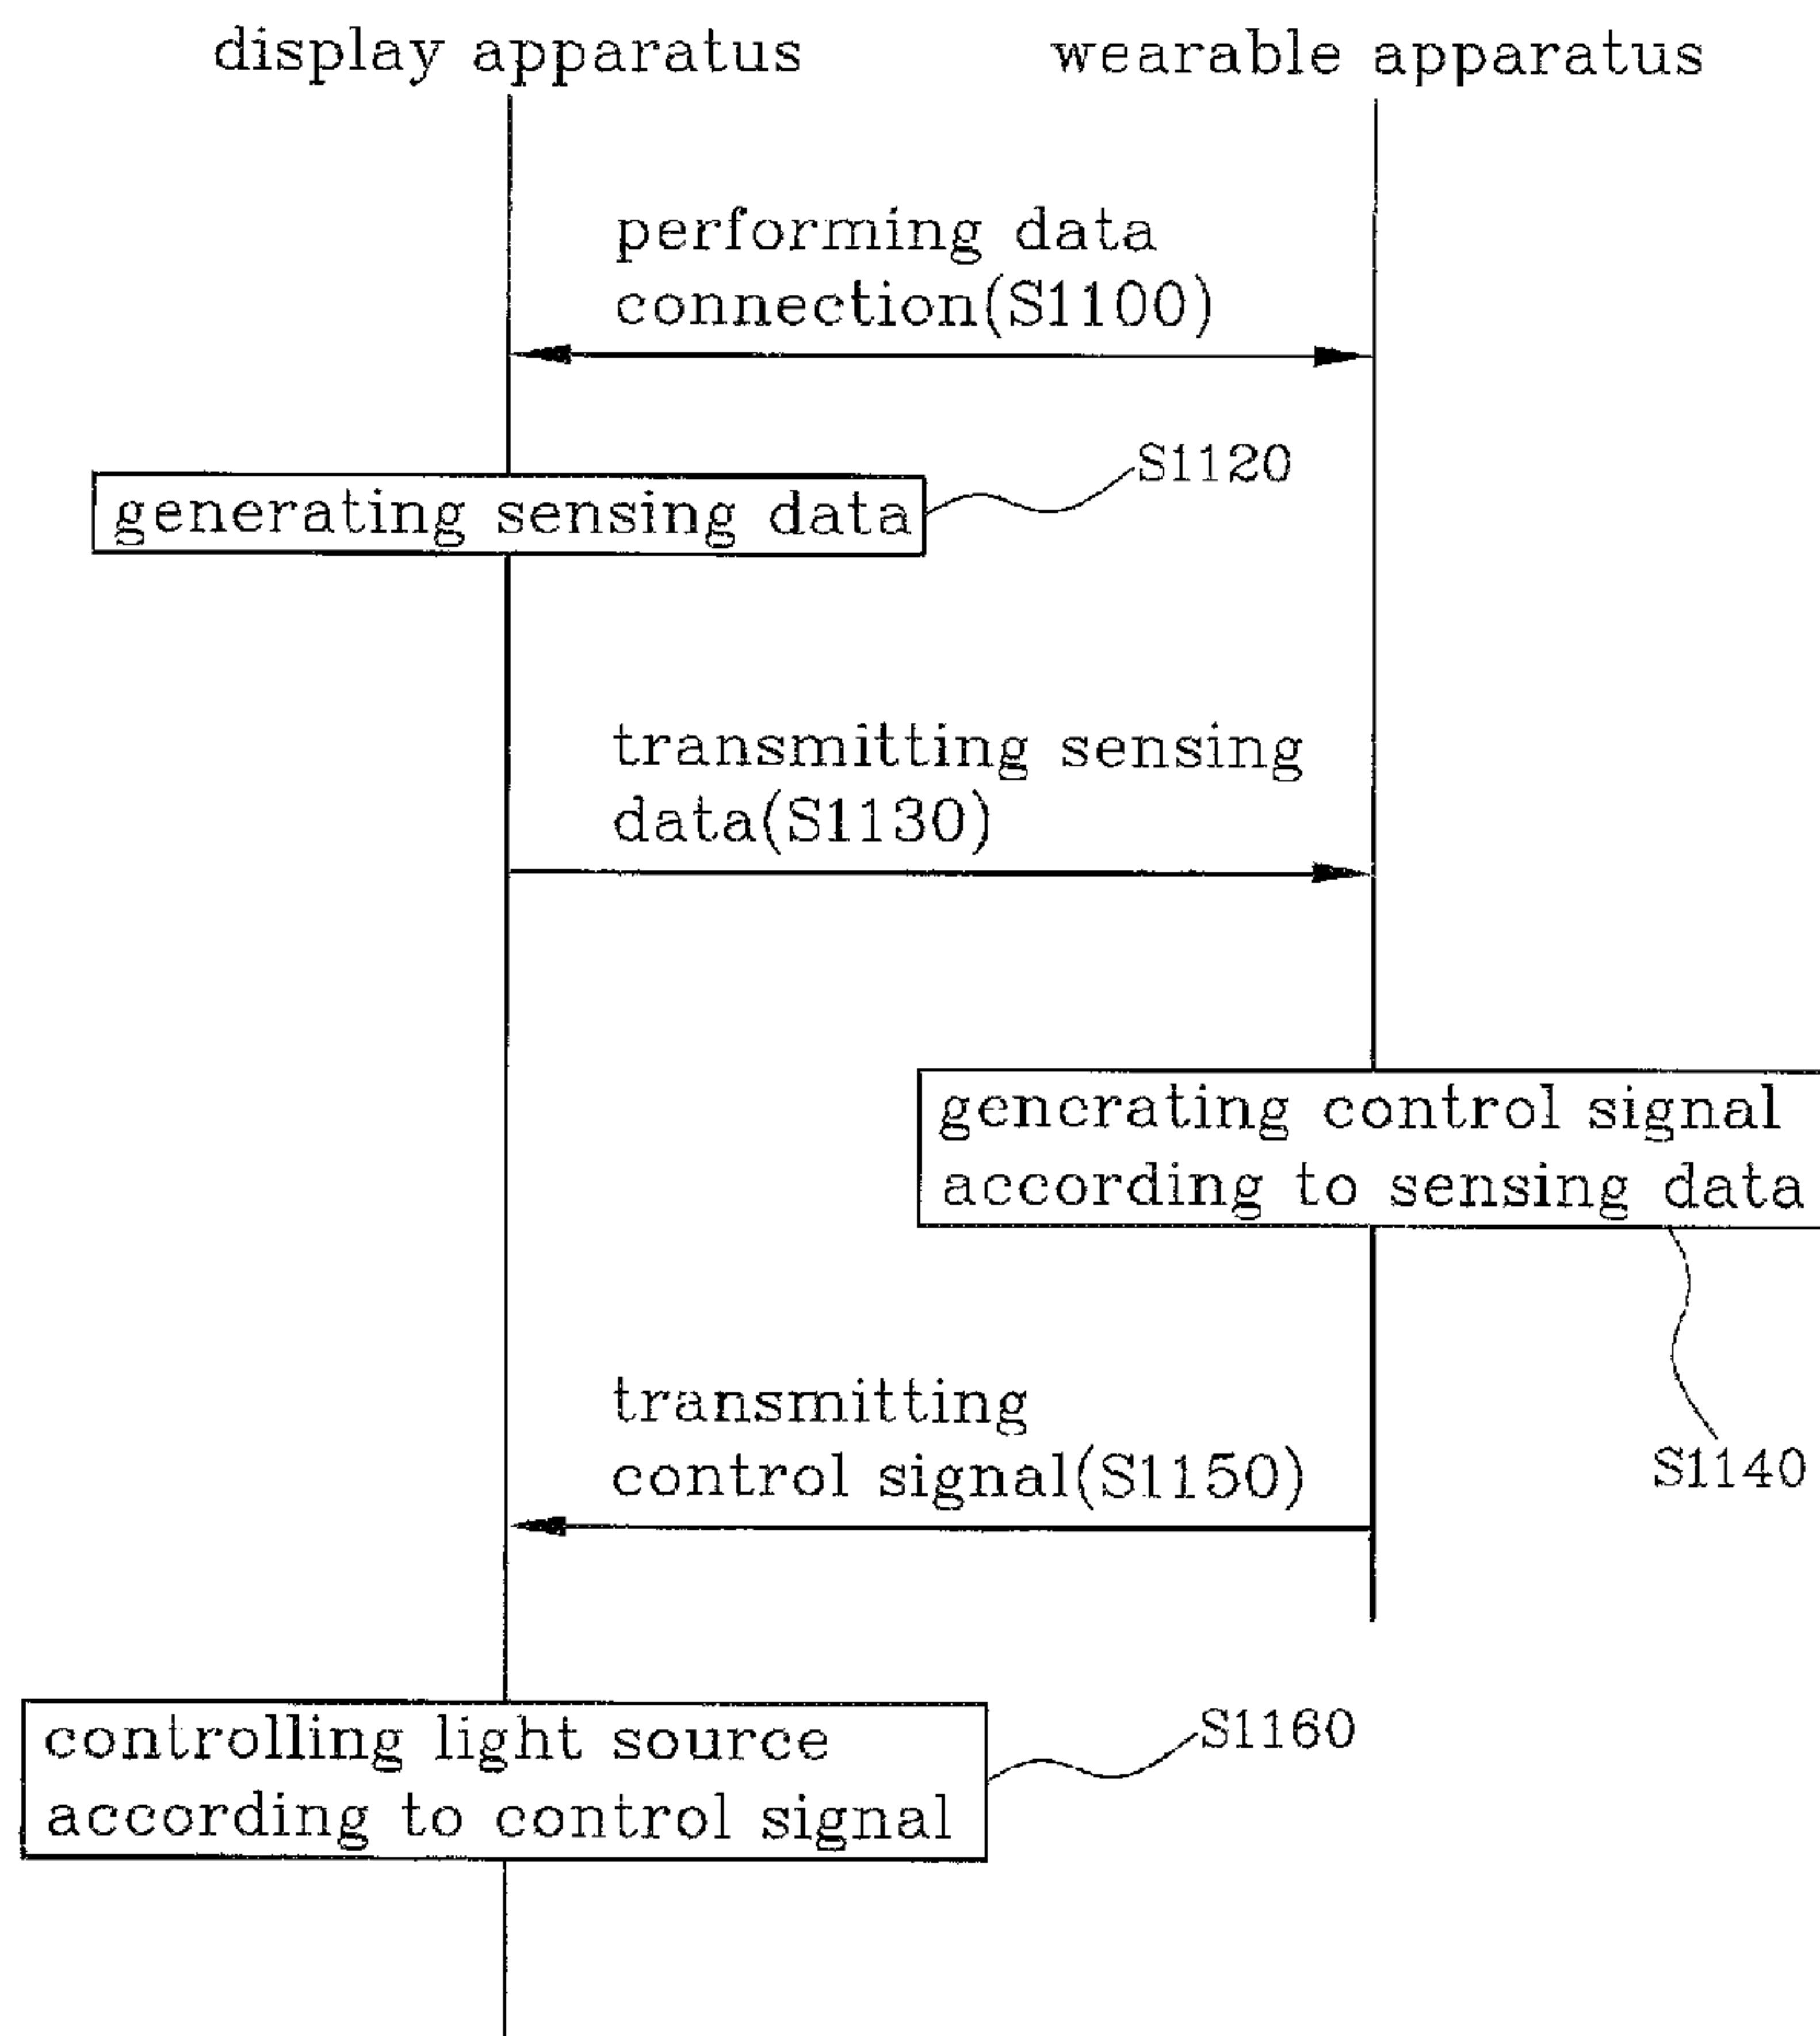 display apparatus
wearable apparatus
performing data
connection(S1100)
S1120
generating sensing data
transmitting sensing
data(S1130)
generating control signal
according to sensing data
transmitting
control signal(S1150)
S1140
controlling light source
according to control signal
S1160